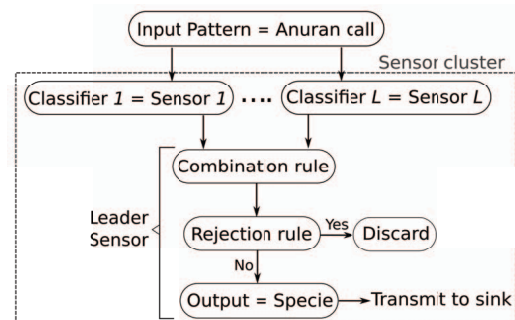 Input Pattern = Anuran call
Sensor cluster
Classifier 1 = Sensor 1
....
Classifier L = Sensor L
Combination rule
Leader
Sensor
Rejection rule
Yes
Discard
No
Output = Specie
Transmit to sink